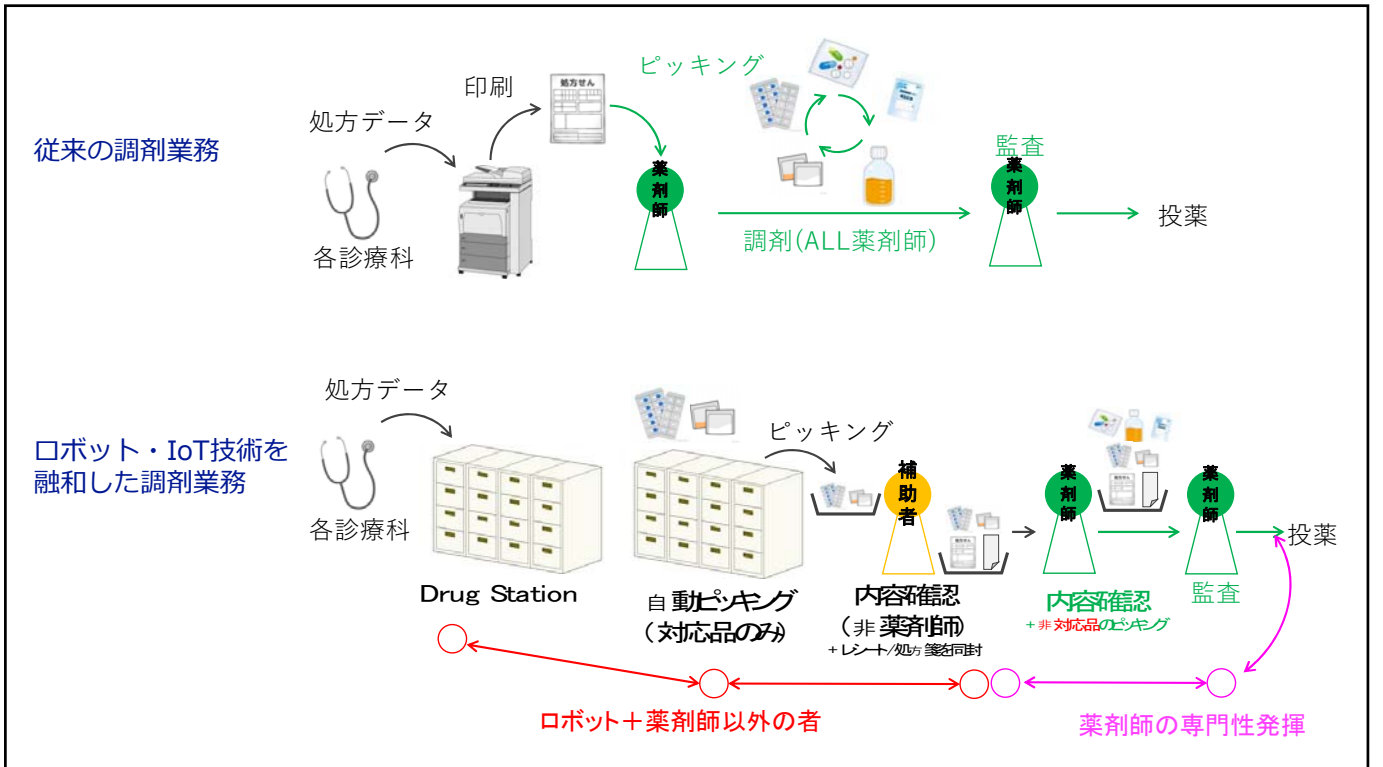 従来の調剤業務
処方データ
各診療科
印刷
処方せん
ピッキング
薬剤師
調剤(ALL薬剤師)
監査
薬剤師
投薬
ロボット・IoT技術を
融和した調剤業務
処方データ
各診療科
Drug Station
自動ピッキング
(対応品のみ)
ピッキング
補助者
内容確認
(非薬剤師)
+レシート/処方箋を同封
処方せん
薬剤師
内容確認
+非対応品のピッキング
処方せん
薬剤師
監査
投薬
ロボット+薬剤師以外の者
薬剤師の専門性発揮